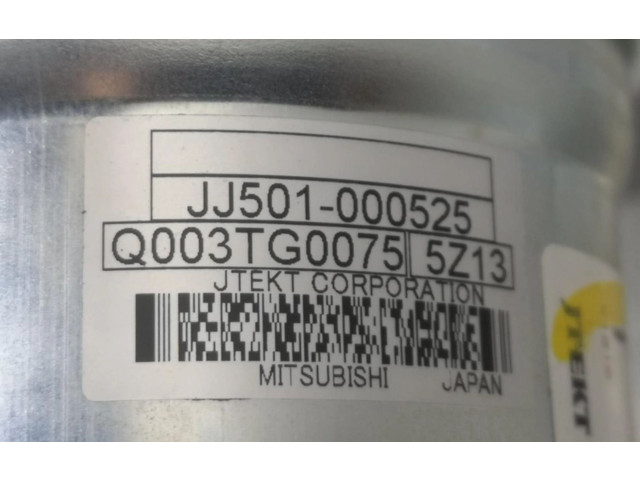 JJ501-000525
Q003TG0075 5Z13
JTEKT CORPORATION
MITSUBISHI JAPAN
JTEKT